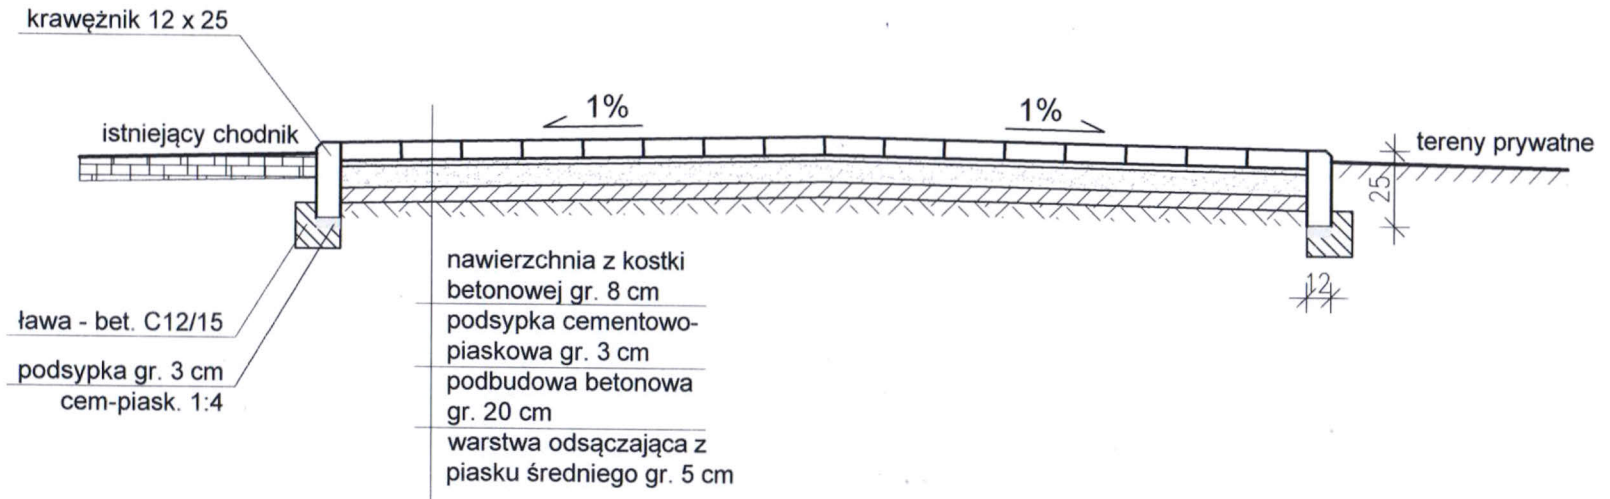 krawężnik 12 x 25
1%
1%
istniejący chodnik
tereny prywatne
25
12
nawierzchnia z kostki
betonowej gr. 8 cm
podsypka cementowo-
piaskowa gr. 3 cm
podbudowa betonowa
gr. 20 cm
warstwa odsączająca z
piasku średniego gr. 5 cm
ława - bet. C12/15
podsypka gr. 3 cm
cem-piask. 1:4